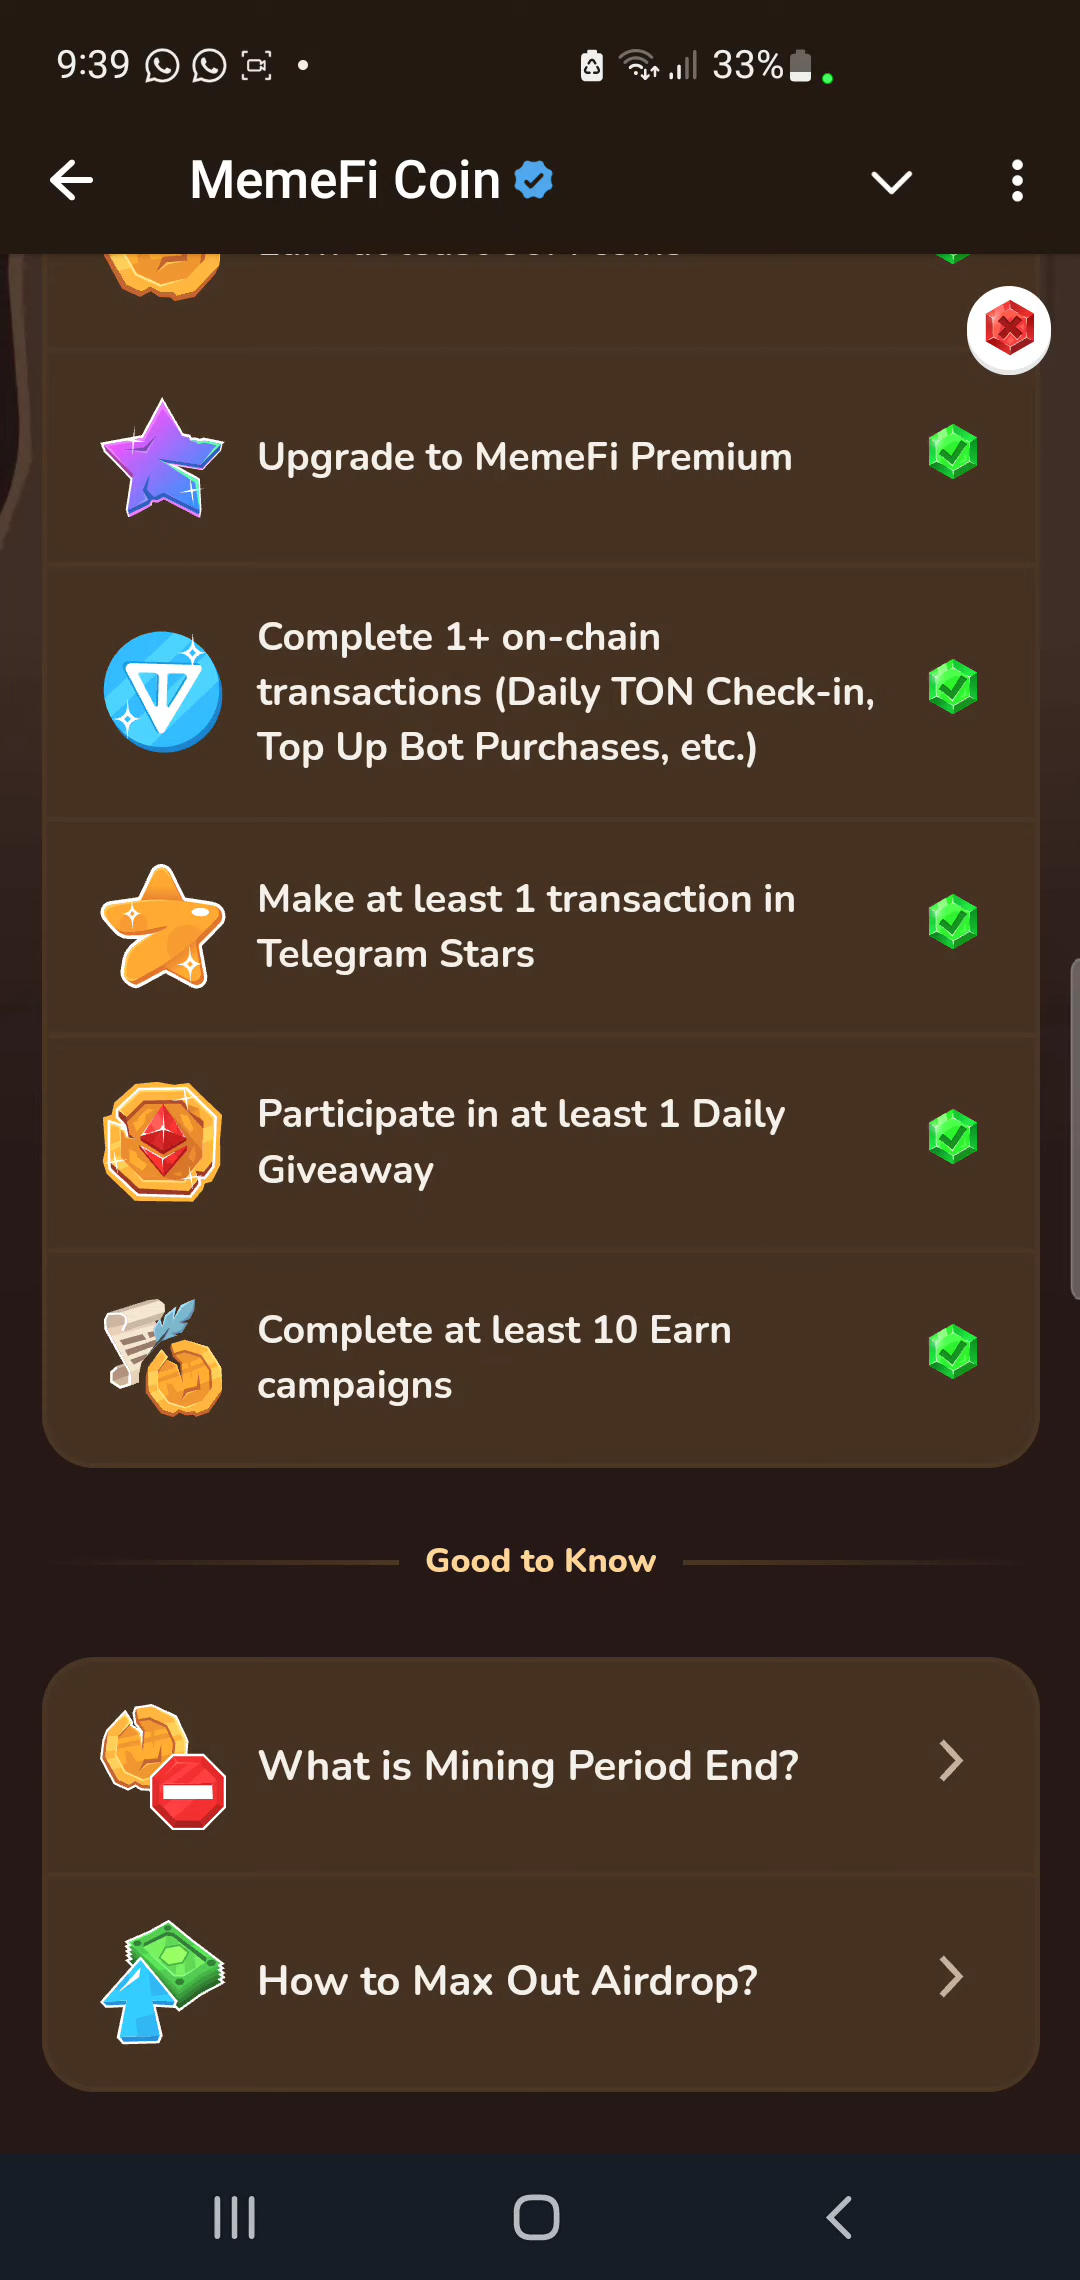 9:39
33%
MemeFi Coin
Upgrade to MemeFi Premium
Complete 1+ on-chain
transactions (Daily TON Check-in,
Top Up Bot Purchases, etc.)
Make at least 1 transaction in
Telegram Stars
Participate in at least 1 Daily
Giveaway
Complete at least 10 Earn
campaigns
Good to Know
What is Mining Period End?
How to Max Out Airdrop?